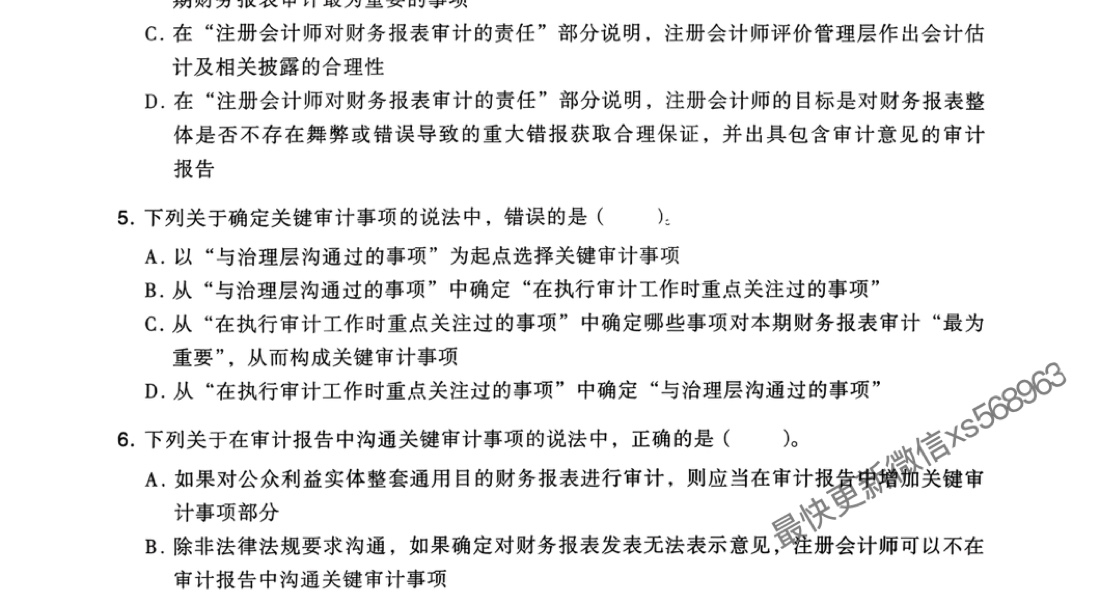 期财务报表审计最为重要的事项
C. 在“注册会计师对财务报表审计的责任”部分说明，注册会计师评价管理层作出会计估
计及相关披露的合理性
D. 在“注册会计师对财务报表审计的责任”部分说明，注册会计师的目标是对财务报表整
体是否不存在舞弊或错误导致的重大错报获取合理保证，并出具包含审计意见的审计
报告
5. 下列关于确定关键审计事项的说法中，错误的是（　　）。
A. 以“与治理层沟通过的事项”为起点选择关键审计事项
B. 从“与治理层沟通过的事项”中确定“在执行审计工作时重点关注过的事项”
C. 从“在执行审计工作时重点关注过的事项”中确定哪些事项对本期财务报表审计“最为
重要”，从而构成关键审计事项
D. 从“在执行审计工作时重点关注过的事项”中确定“与治理层沟通过的事项”
6. 下列关于在审计报告中沟通关键审计事项的说法中，正确的是（　　）。
A. 如果对公众利益实体整套通用目的财务报表进行审计，则应当在审计报告中增加关键审
计事项部分
B. 除非法律法规要求沟通，如果确定对财务报表发表无法表示意见，注册会计师可以不在
审计报告中沟通关键审计事项
最快更新微信xs568963